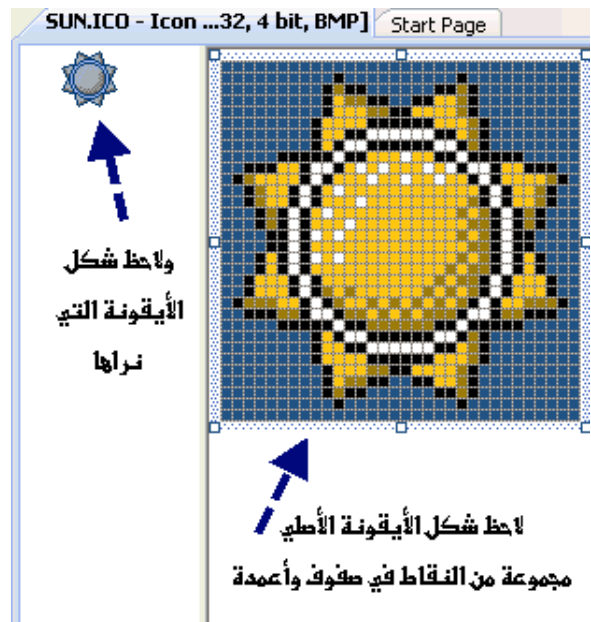 SUN.ICO - Icon ...32, 4 bit, BMP]
Start Page
ولاحظ شكل
الأيقونة التي
نراها
لاحظ شكل الأيقونة الأصلي
مجموعة من النقاط في صفوف وأعمدة